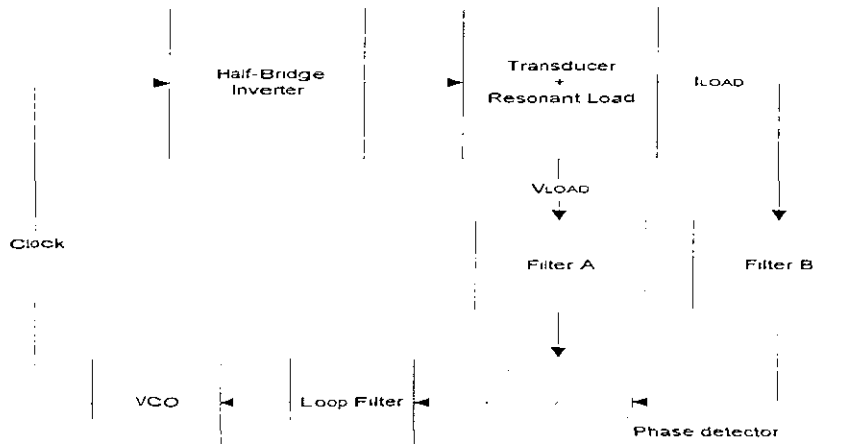 Half-Bridge
Inverter
Transducer
+
Resonant Load
ILOAD
VLOAD
Clock
Filter A
Filter B
VCO
Loop Filter
Phase detector